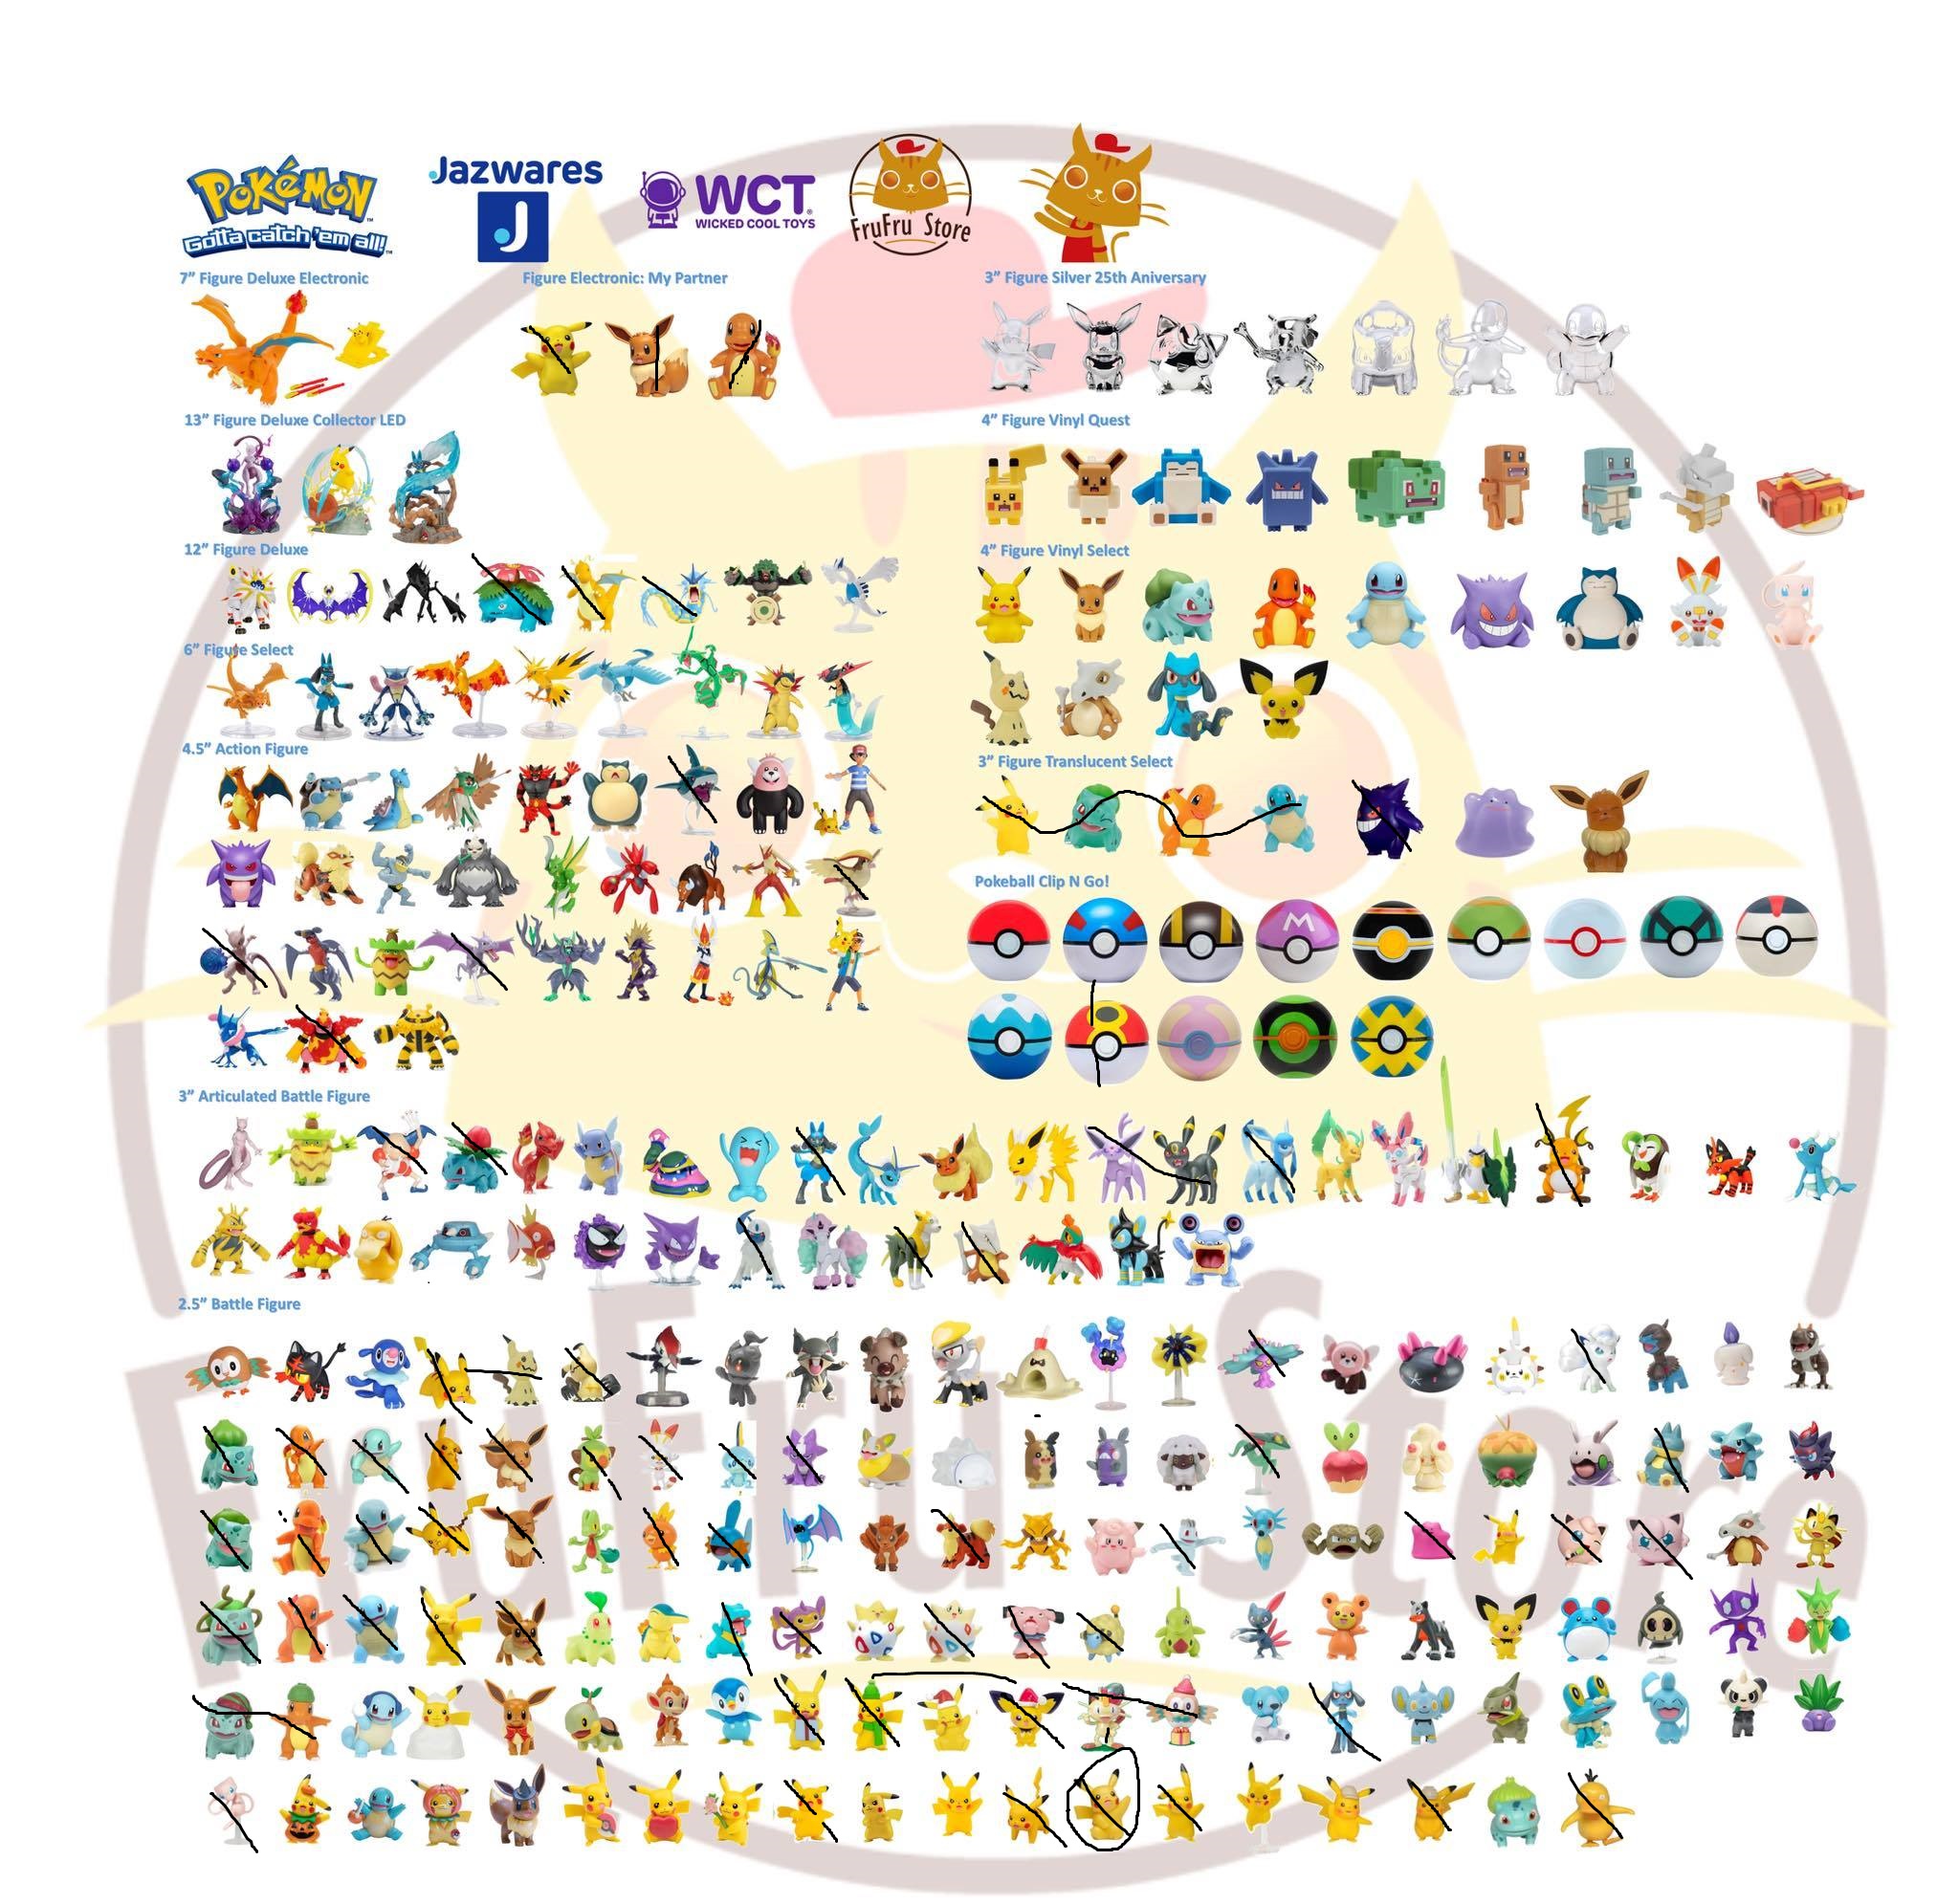 POKéMON
Gotta catch 'em all!
TM
Jazwares
J
WCT
WICKED COOL TOYS
FruFru Store
7” Figure Deluxe Electronic
Figure Electronic: My Partner
3” Figure Silver 25th Aniversary
13” Figure Deluxe Collector LED
4” Figure Vinyl Quest
12” Figure Deluxe
4” Figure Vinyl Select
6” Figure Select
4.5” Action Figure
3” Figure Translucent Select
Pokeball Clip N Go!
M
3” Articulated Battle Figure
2.5” Battle Figure
FruFru Store